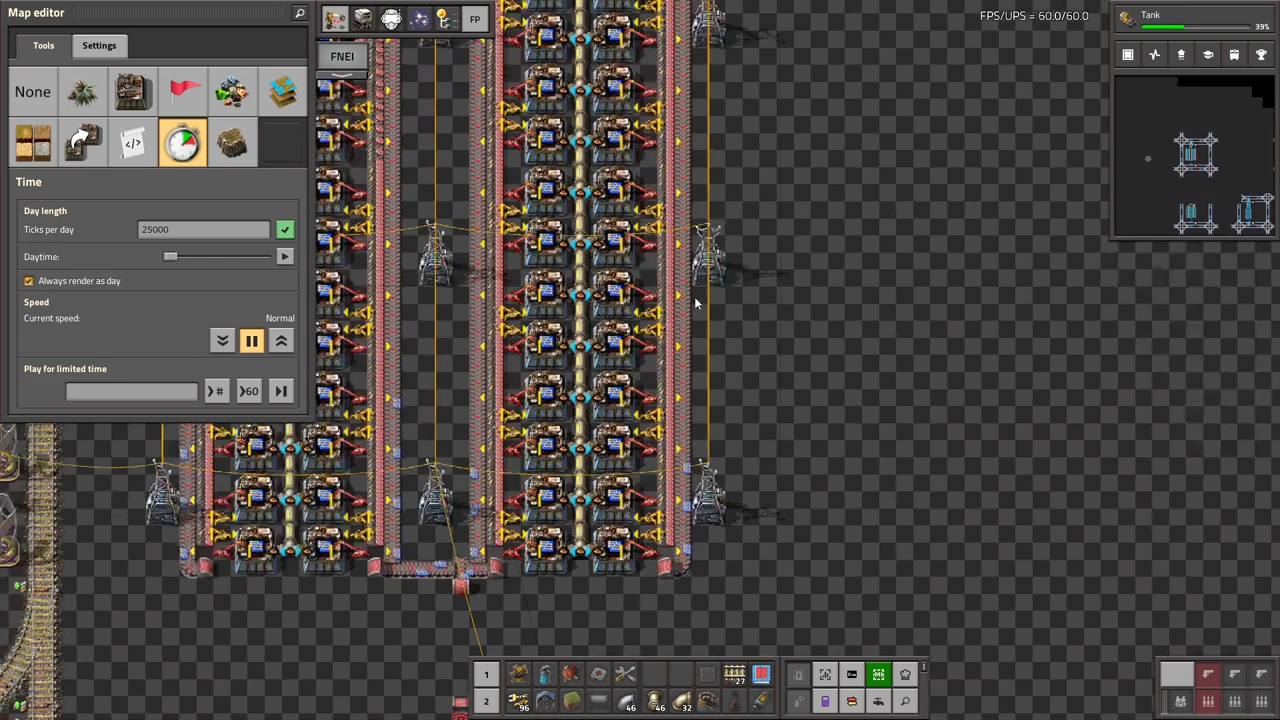 Map editor
FP
FPS/UPS = 60.0/60.0
Tank
39%
Tools
Settings
FNEI
None
</>
Time
Day length
Ticks per day
25000
Daytime:
Always render as day
Speed
Current speed:
Normal
Play for limited time
>#
>60
1
27
2
96
46
46
32